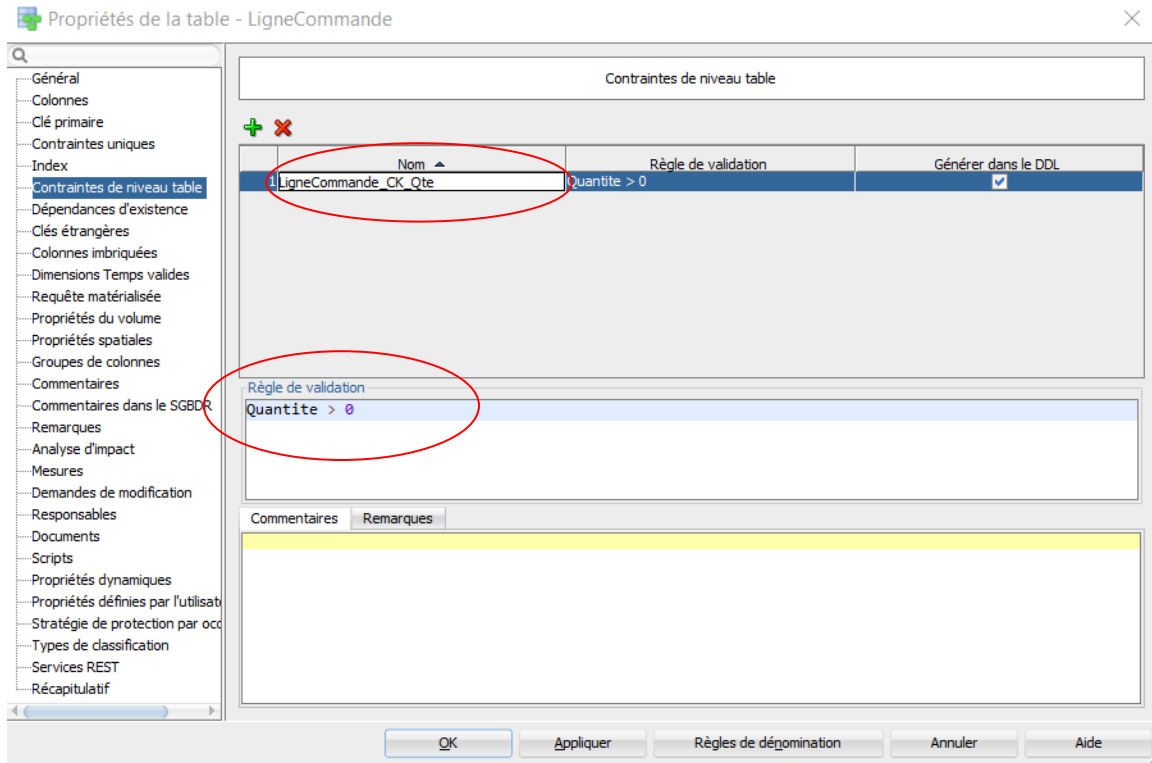 Propriétés de la table - LigneCommande
Général
Colonnes
Clé primaire
Contraintes uniques
Index
Contraintes de niveau table
Dépendances d'existence
Clés étrangères
Colonnes imbriquées
Dimensions Temps valides
Requête matérialisée
Propriétés du volume
Propriétés spatiales
Groupes de colonnes
Commentaires
Commentaires dans le SGBDR
Remarques
Analyse d'impact
Mesures
Demandes de modification
Responsables
Documents
Scripts
Propriétés dynamiques
Propriétés définies par l'utilisat
Stratégie de protection par occ
Types de classification
Services REST
Récapitulatif
Contraintes de niveau table
Nom Règle de validation Générer dans le DDL
1 LigneCommande_CK_Qte Quantite > 0
Règle de validation
Quantite > 0
Commentaires Remarques
OK Appliquer Règles de dénomination Annuler Aide